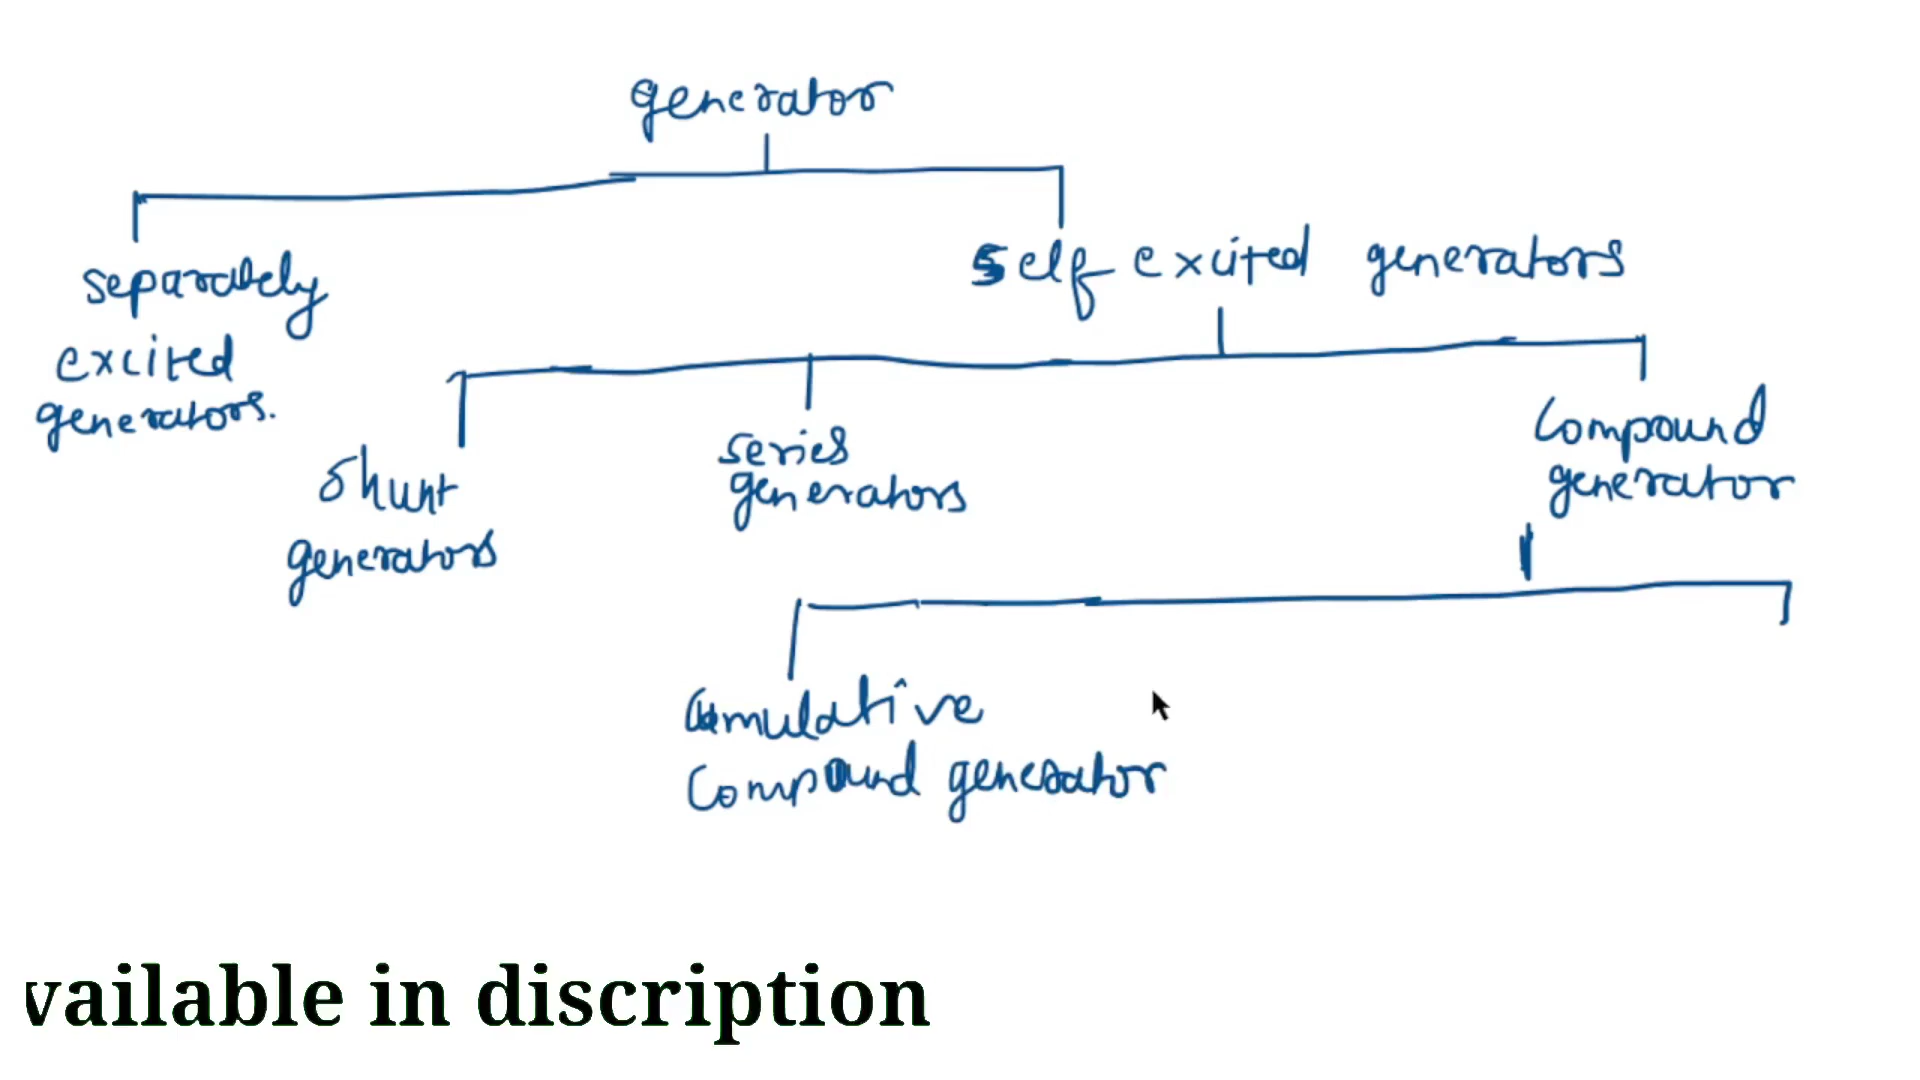 generator
self excited generators
separately
excited
generators.
shunt
generators
series
generators
Compound
generator
Cumulative
Compound generator
vailable in discription